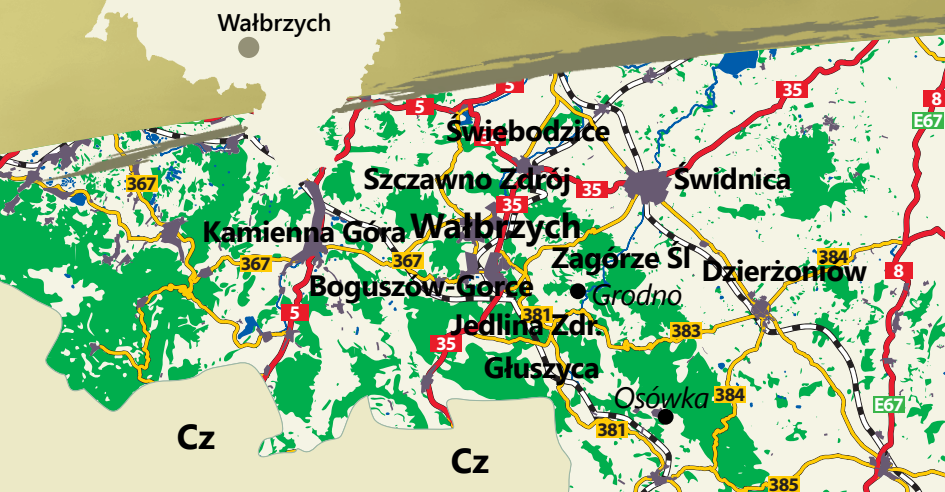 Wałbrzych
5
5
35
8
E67
Świebodzice
35
367
Szczawno Zdrój
35
Świdnica
35
Kamienna Góra
Wałbrzych
367
367
Zagórze Śl
384
Dzierżoniów
8
Boguszów-Gorce
Grodno
5
381
Jedlina Zdr.
383
35
Głuszyca
Osówka
384
E67
381
Cz
Cz
385